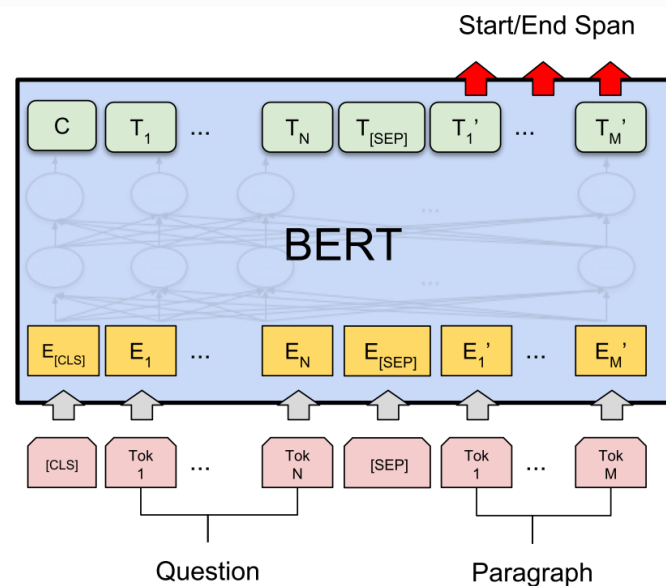 Start/End Span
C T1 ... TN T[SEP] T1' ... TM'
...
BERT
...
E[CLS] E1 ... EN E[SEP] E1' ... EM'
[CLS] Tok 1 ... Tok N [SEP] Tok 1 ... Tok M
Question Paragraph